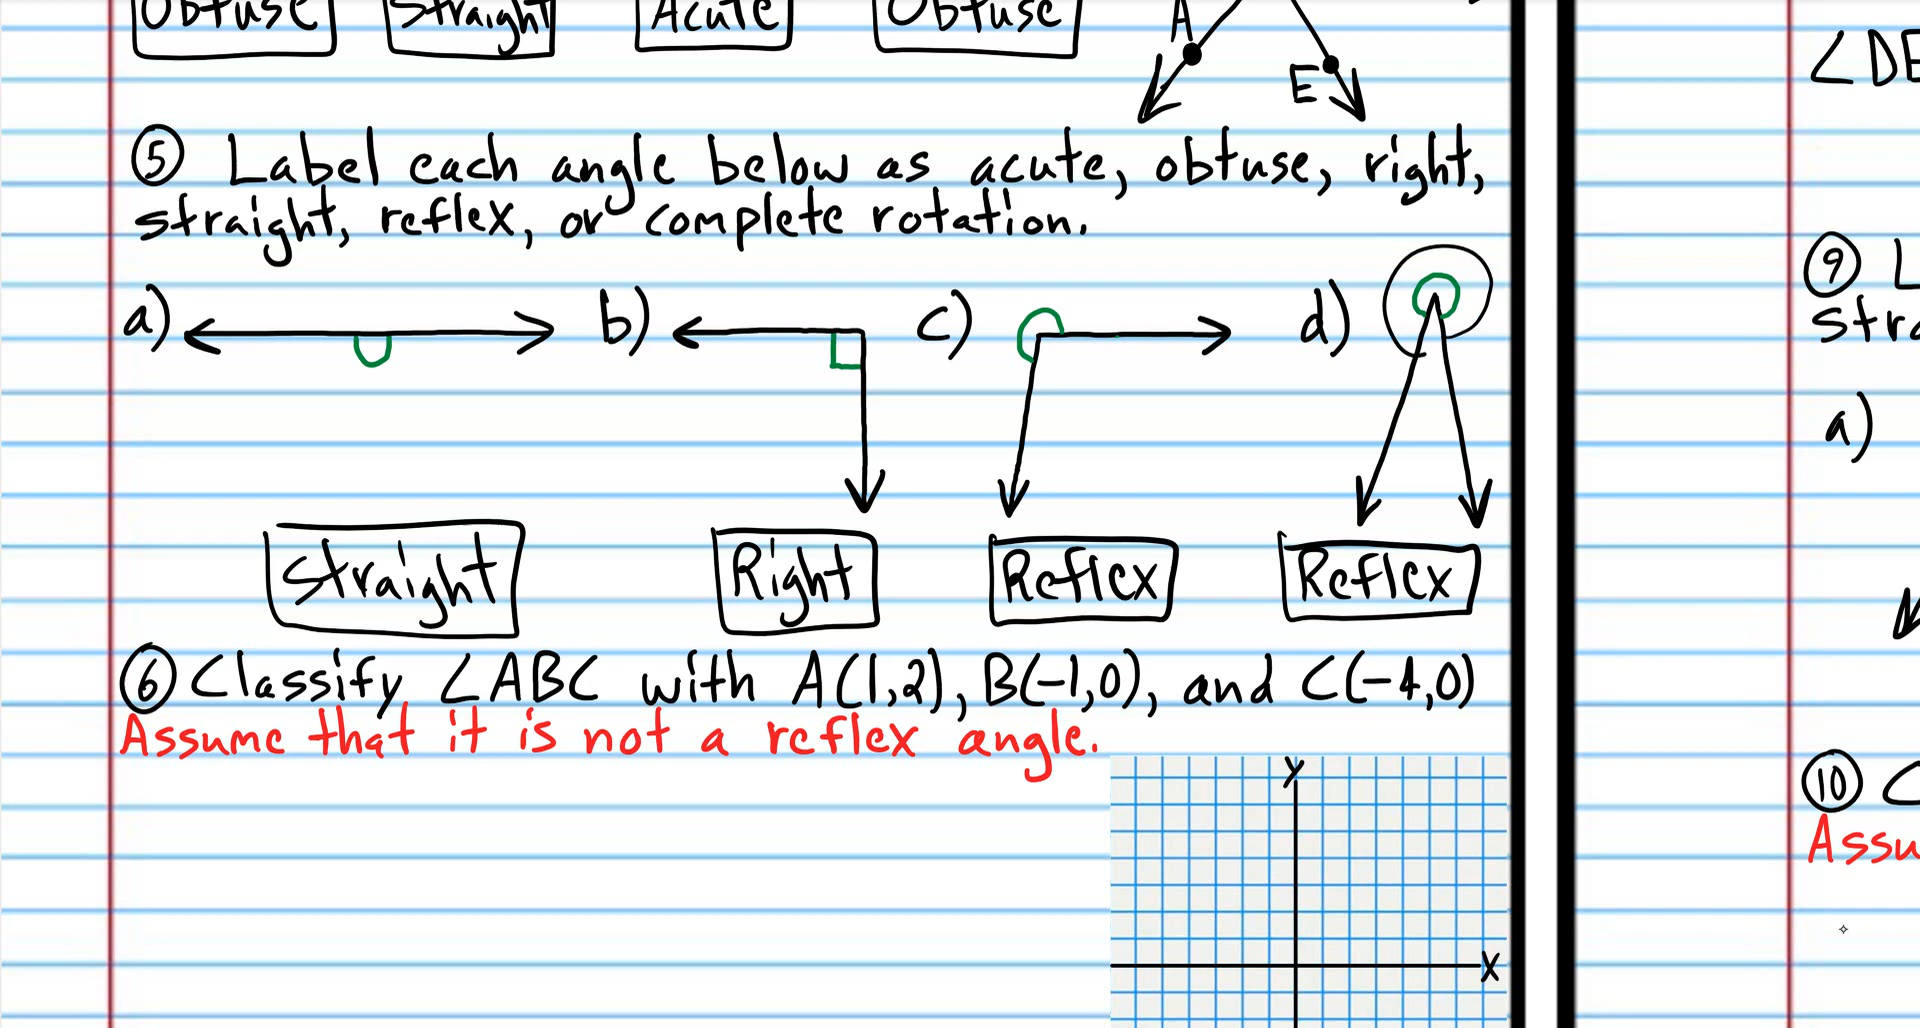 Obtuse Straight Acute Obtuse A
E
⑤ Label each angle below as acute, obtuse, right,
straight, reflex, or complete rotation.
a) b) c) d)
Straight Right Reflex Reflex
⑥ Classify ∠ABC with A(1,2), B(-1,0), and C(-4,0)
Assume that it is not a reflex angle.
y
x
∠DE
⑨ L
stra
a)
⑩ C
Assu